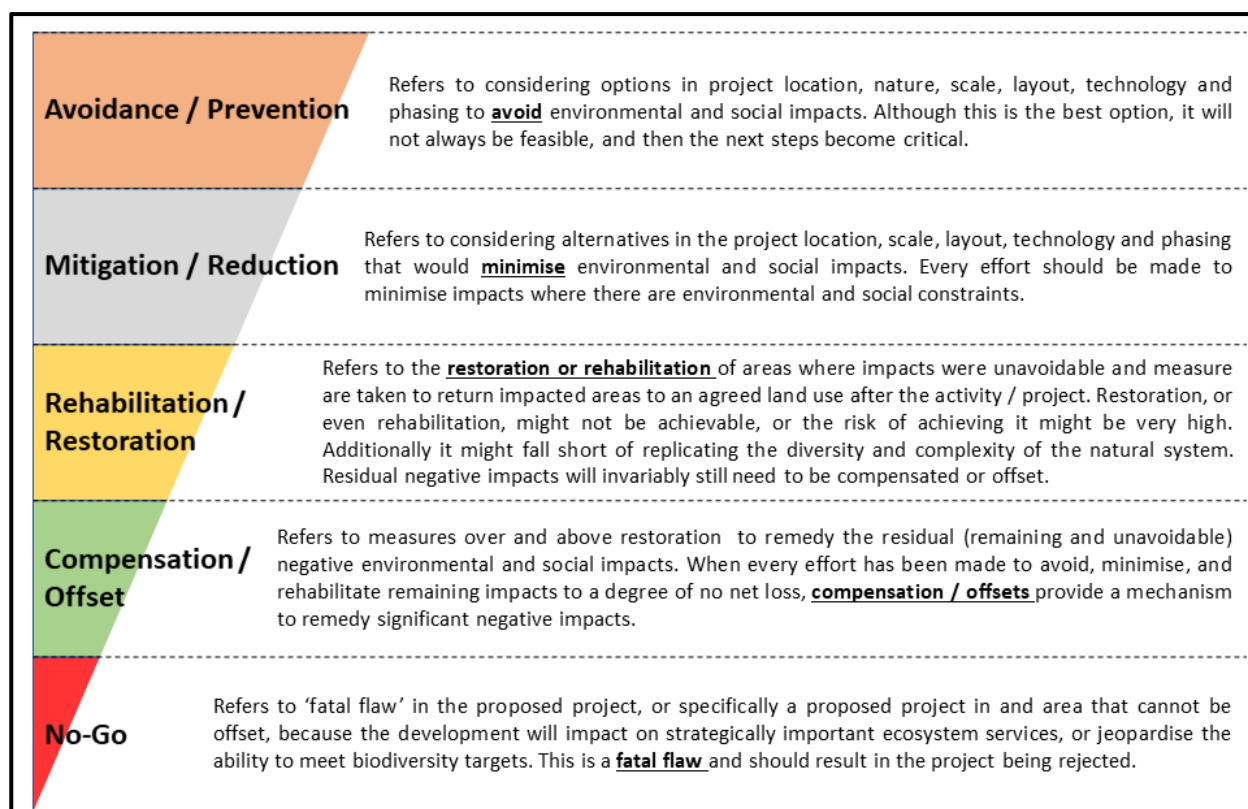 Avoidance / Prevention
Refers to considering options in project location, nature, scale, layout, technology and
phasing to avoid environmental and social impacts. Although this is the best option, it will
not always be feasible, and then the next steps become critical.
Mitigation / Reduction
Refers to considering alternatives in the project location, scale, layout, technology and phasing
that would minimise environmental and social impacts. Every effort should be made to
minimise impacts where there are environmental and social constraints.
Rehabilitation /
Restoration
Refers to the restoration or rehabilitation of areas where impacts were unavoidable and measure
are taken to return impacted areas to an agreed land use after the activity / project. Restoration, or
even rehabilitation, might not be achievable, or the risk of achieving it might be very high.
Additionally it might fall short of replicating the diversity and complexity of the natural system.
Residual negative impacts will invariably still need to be compensated or offset.
Compensation /
Offset
Refers to measures over and above restoration to remedy the residual (remaining and unavoidable)
negative environmental and social impacts. When every effort has been made to avoid, minimise, and
rehabilitate remaining impacts to a degree of no net loss, compensation / offsets provide a mechanism
to remedy significant negative impacts.
No-Go
Refers to ‘fatal flaw’ in the proposed project, or specifically a proposed project in and area that cannot be
offset, because the development will impact on strategically important ecosystem services, or jeopardise the
ability to meet biodiversity targets. This is a fatal flaw and should result in the project being rejected.